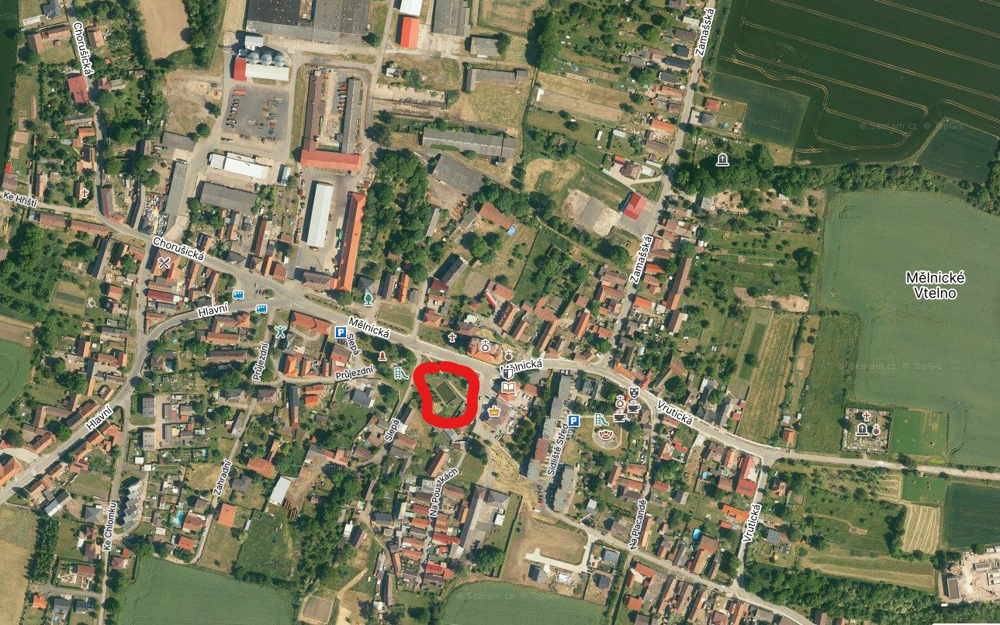 Chorušická
Zamašská
© Seznam.cz, © TopGis
Ke Hřišti
Chorušická
Zamašská
Mělnické
Vtelno
Hlavní
Mělnická
Slepá
Průjezdní
Průjezdní
Mělnická
Hlavní
Vrutická
Slepá
Sídliště Střed
Zahradní
Na Poustkách
Ke Chlomku
Na Placandě
Vrutická
© Seznam.cz, © TopGis